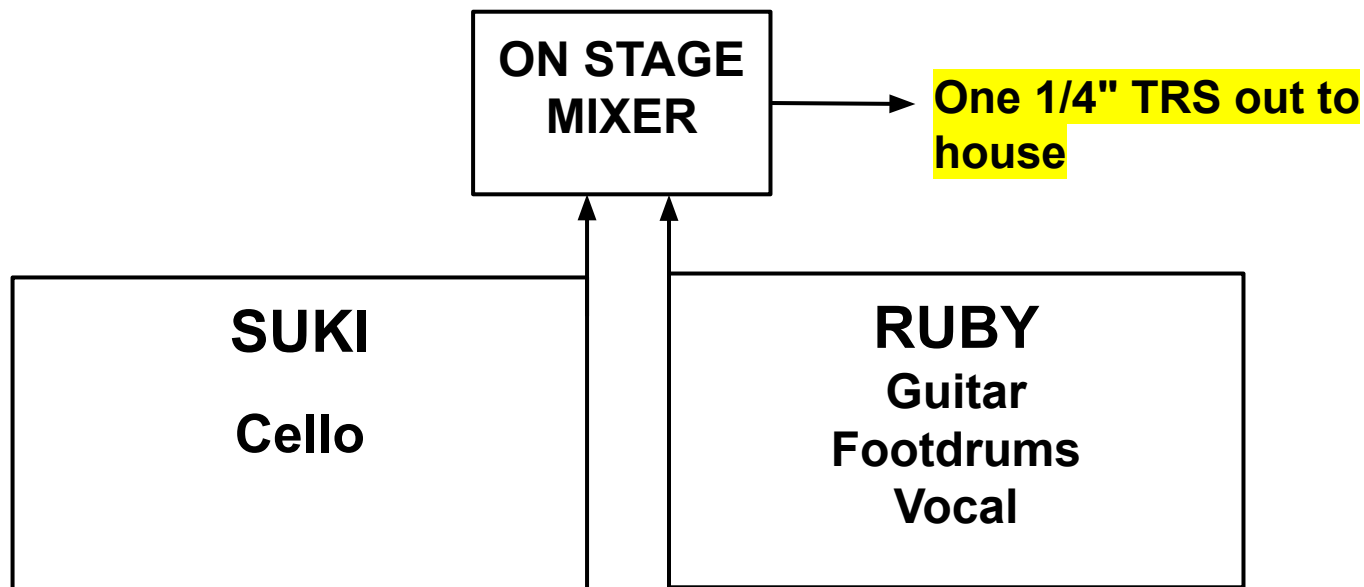 ON STAGE
MIXER
One 1/4" TRS out to
house
SUKI
Cello
RUBY
Guitar
Footdrums
Vocal